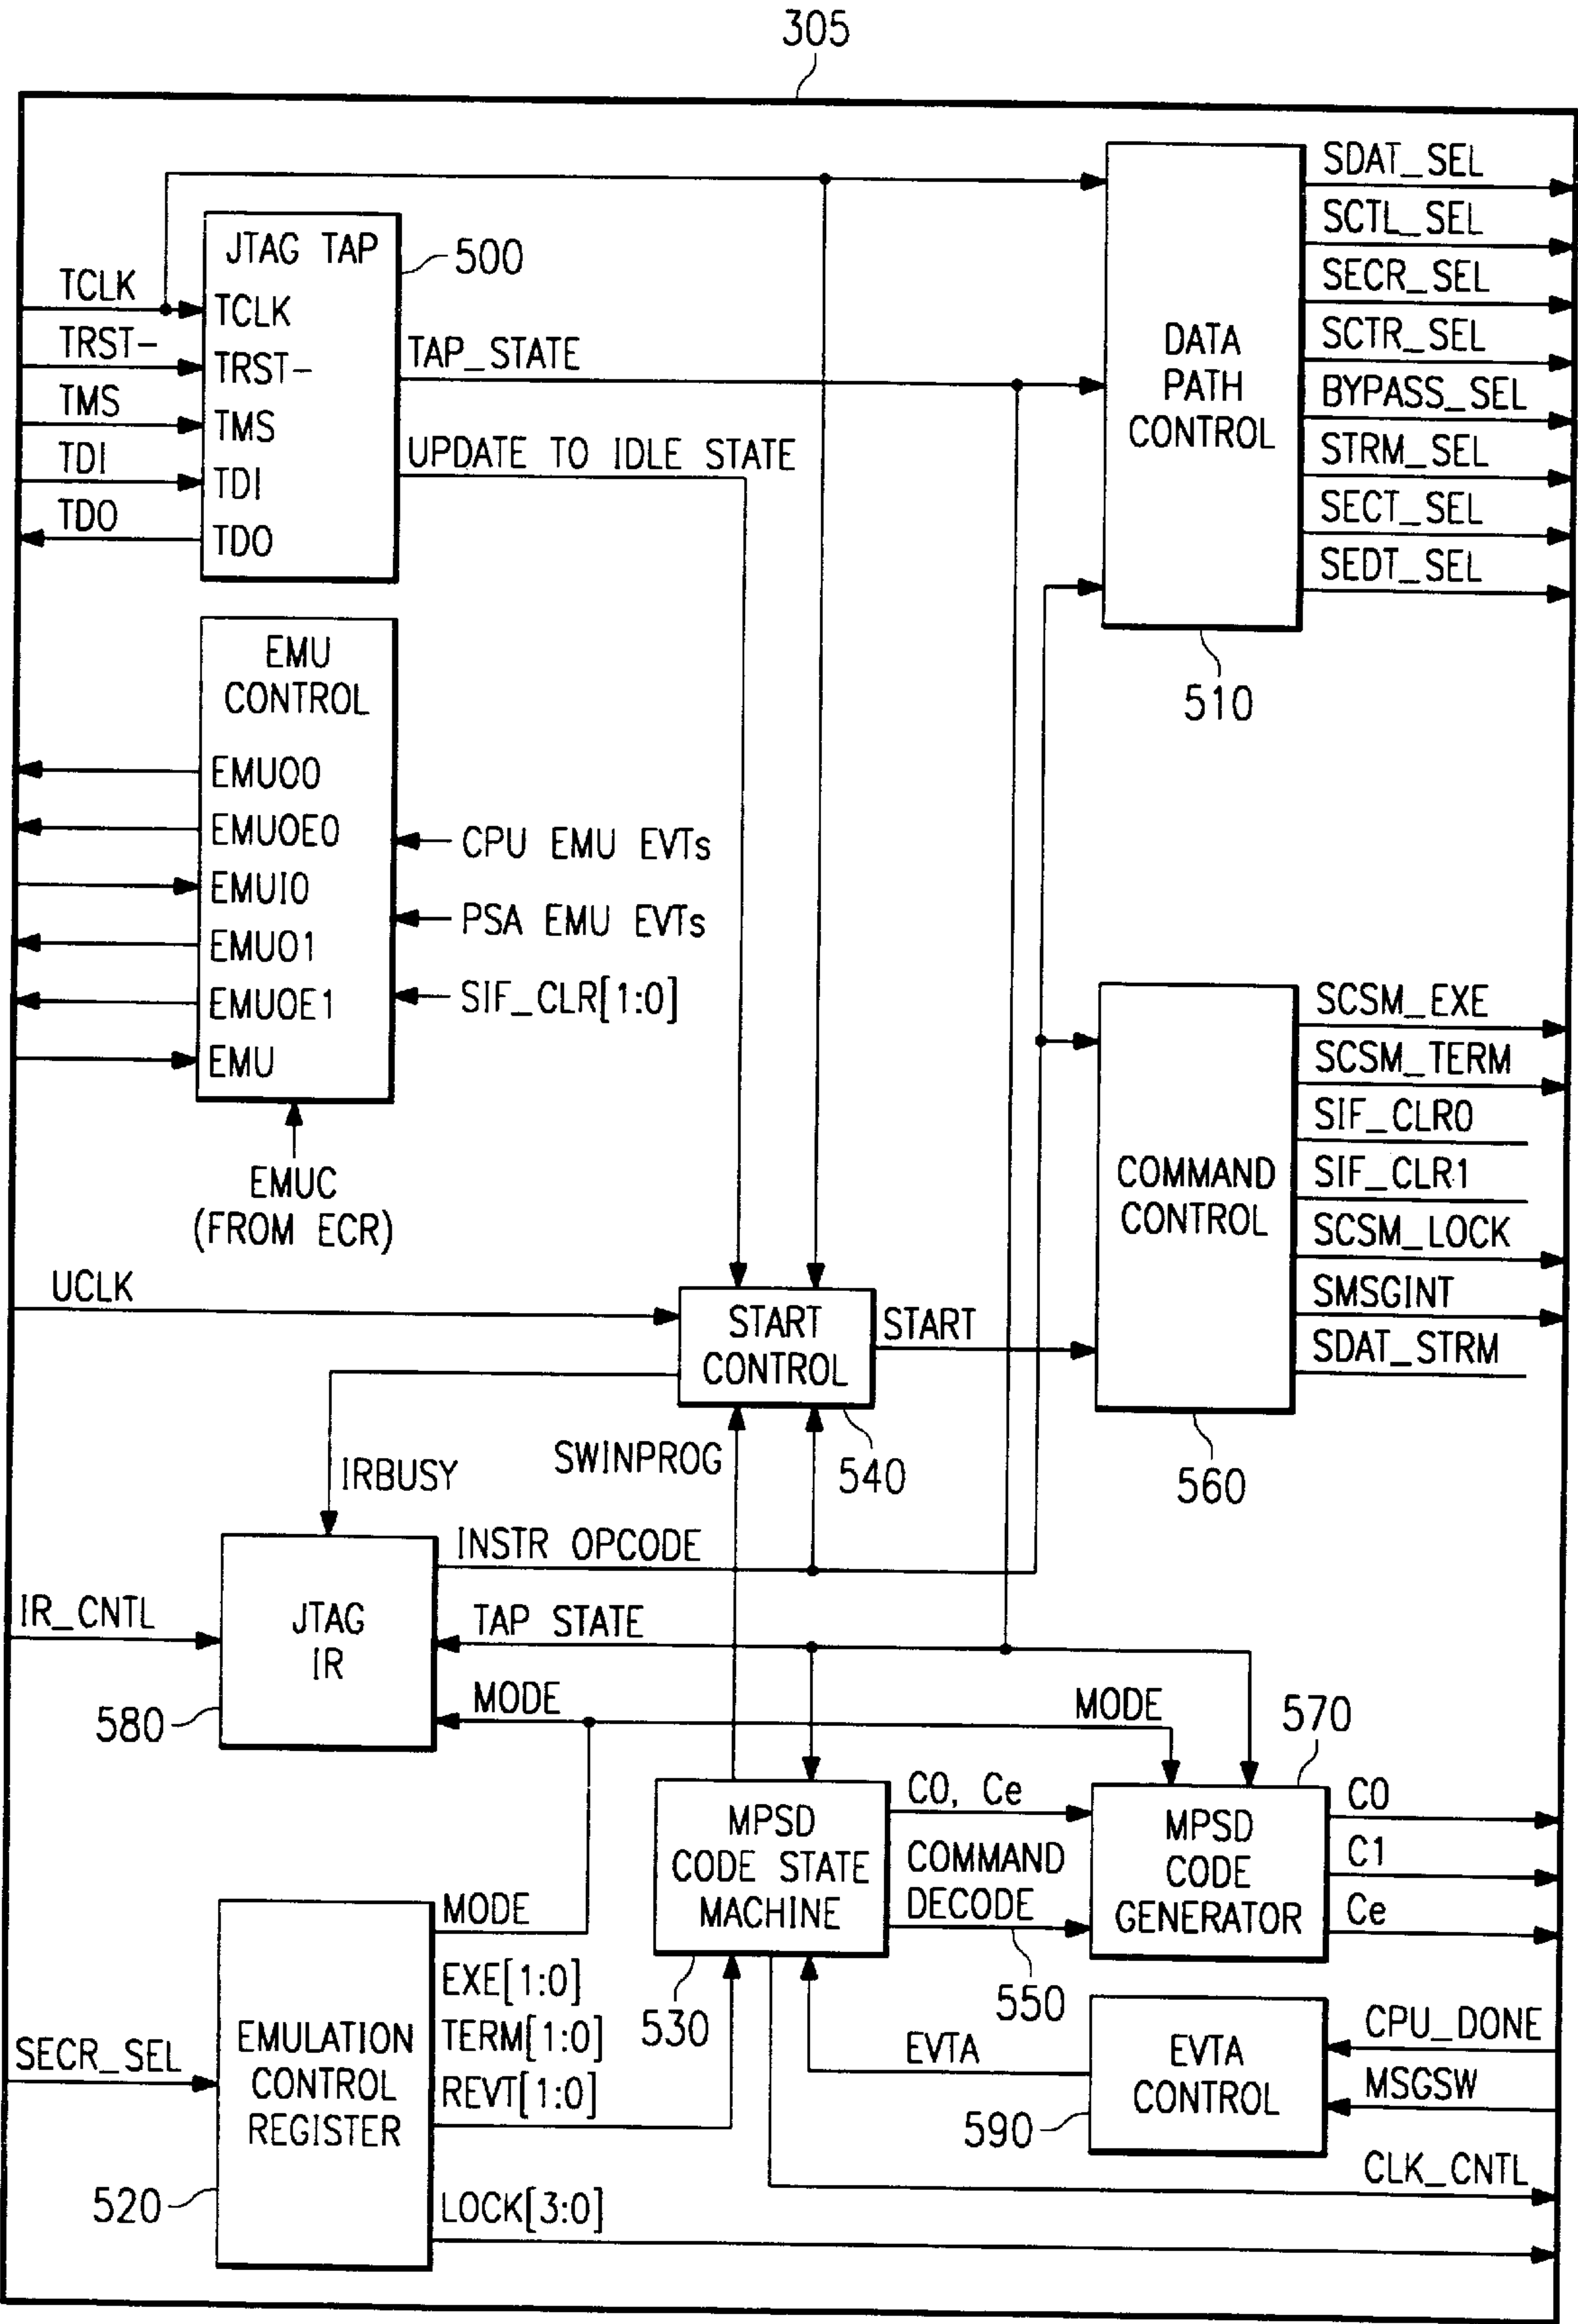 305
JTAG TAP
500
TCLK
TCLK
TRST-
TRST-
TMS
TMS
TDI
TDI
TDO
TDO
TAP_STATE
UPDATE TO IDLE STATE
DATA
PATH
CONTROL
510
SDAT_SEL
SCTL_SEL
SECR_SEL
SCTR_SEL
BYPASS_SEL
STRM_SEL
SECT_SEL
SEDT_SEL
EMU
CONTROL
EMUO0
EMUOE0
EMUI0
EMUO1
EMUOE1
EMU
CPU EMU EVTs
PSA EMU EVTs
SIF_CLR[1:0]
EMUC
(FROM ECR)
COMMAND
CONTROL
560
SCSM_EXE
SCSM_TERM
SIF_CLR0
SIF_CLR1
SCSM_LOCK
SMSGINT
SDAT_STRM
UCLK
START
CONTROL
START
540
IRBUSY
SWINPROG
INSTR OPCODE
IR_CNTL
JTAG
IR
580
TAP STATE
MODE
MODE
570
MPSD
CODE STATE
MACHINE
530
C0, Ce
COMMAND
DECODE
550
MPSD
CODE
GENERATOR
C0
C1
Ce
MODE
EXE[1:0]
TERM[1:0]
REVT[1:0]
SECR_SEL
EMULATION
CONTROL
REGISTER
520
LOCK[3:0]
EVTA
EVTA
CONTROL
590
CPU_DONE
MSGSW
CLK_CNTL